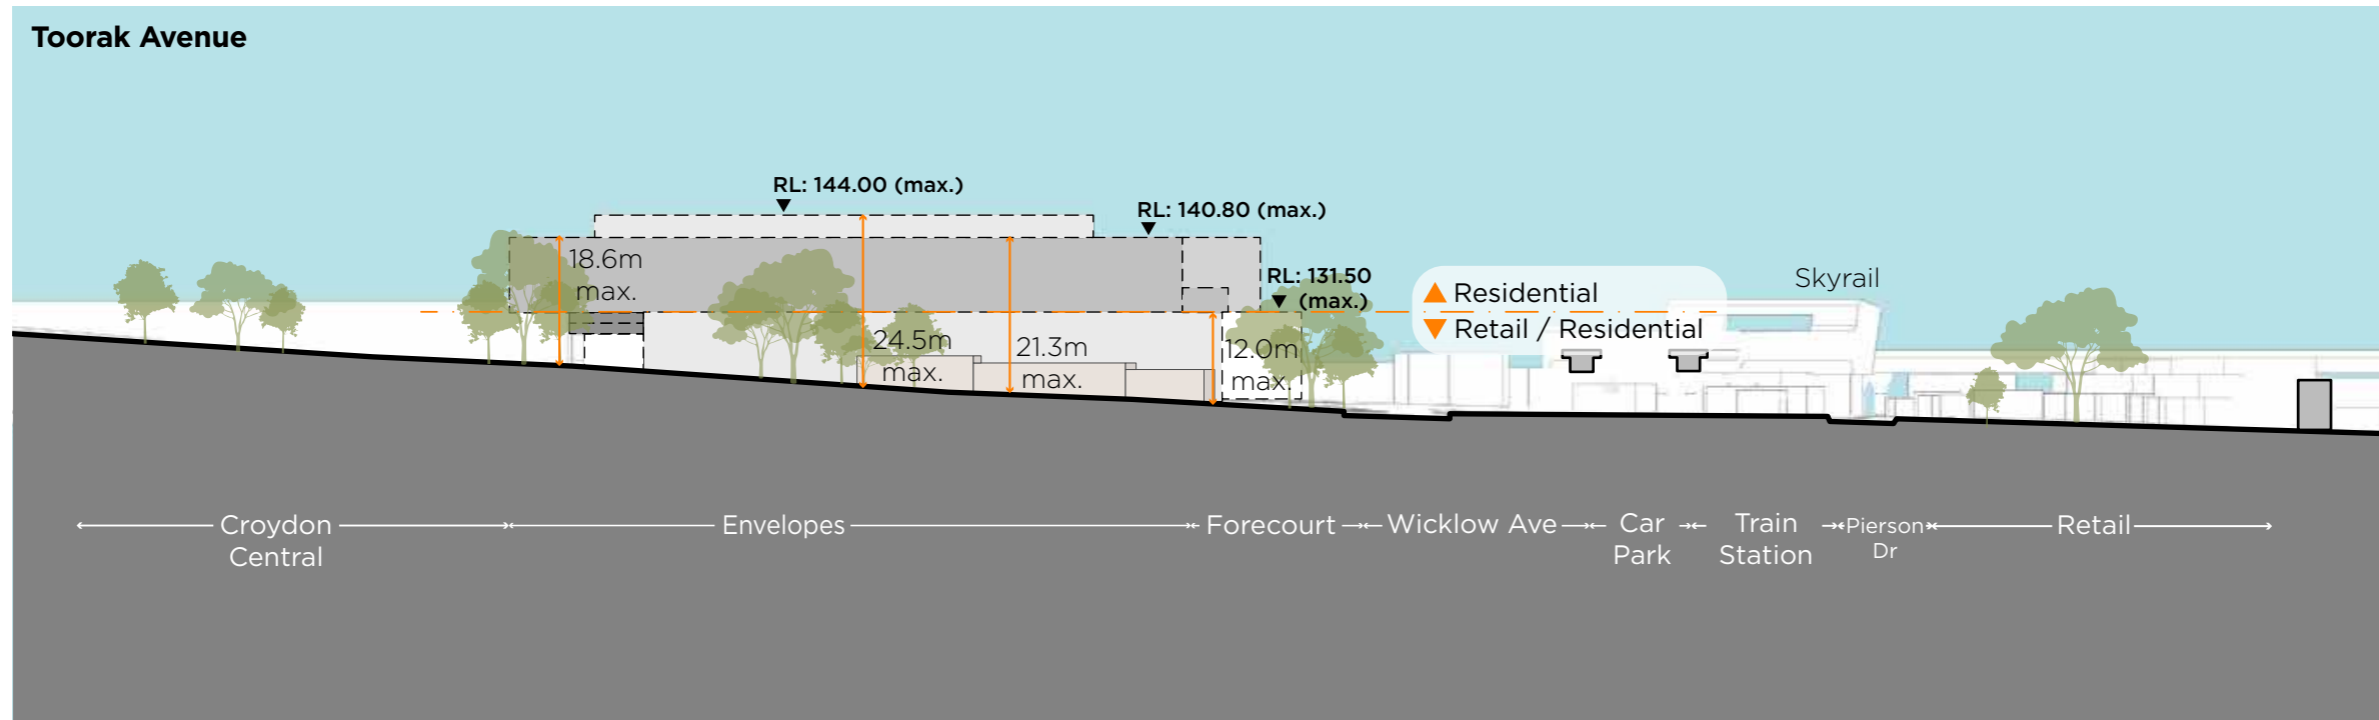 Toorak Avenue
RL: 144.00 (max.)
RL: 140.80 (max.)
18.6m
max.
RL: 131.50
(max.)
Skyrail
Residential
Retail / Residential
24.5m
max.
21.3m
max.
12.0m
max.
Croydon
Central
Envelopes
Forecourt
Wicklow Ave
Car
Park
Train
Station
Pierson
Dr
Retail